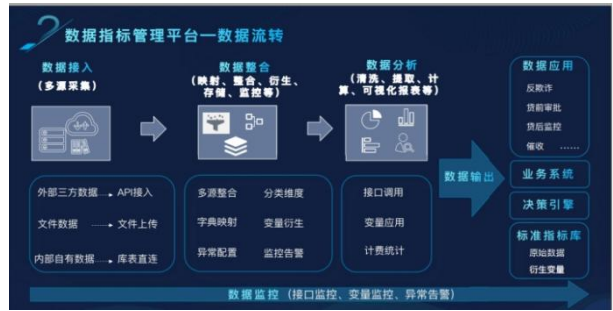 数据指标管理平台—数据流转
数据接入
(多源采集)
数据整合
(映射、整合、衍生、
存储、监控等)
数据分析
(清洗、提取、计
算、可视化报表等)
外部三方数据 API接入
文件数据 文件上传
内部自有数据 库表直连
多源整合 分类维度
字典映射 变量衍生
异常配置 监控告警
接口调用
变量应用
计费统计
数据输出
数据应用
反欺诈
贷前审批
贷后监控
催收 ……
业务系统
决策引擎
标准指标库
原始数据
衍生变量
数据监控 (接口监控、变量监控、异常告警)